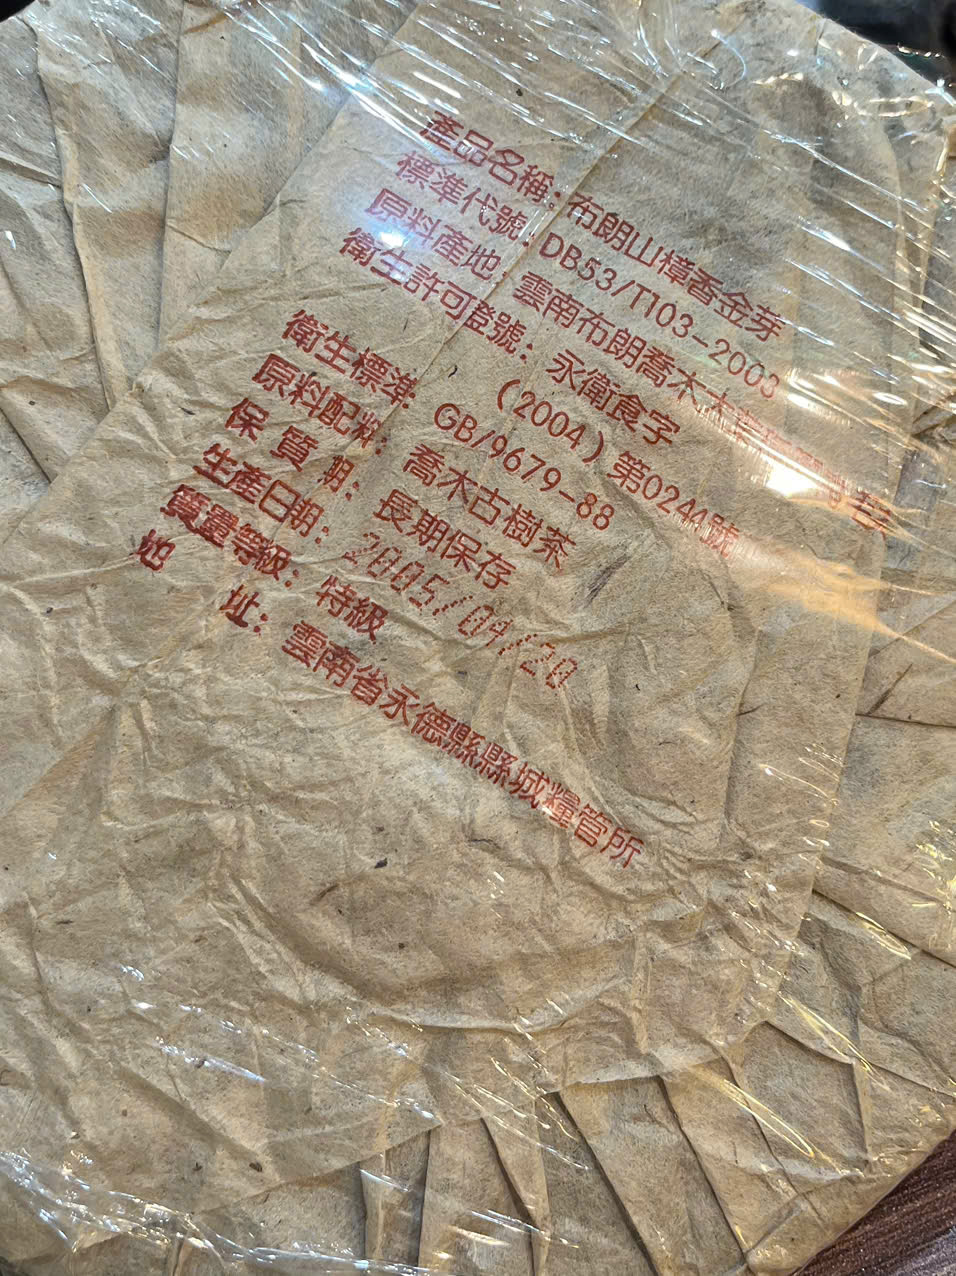 產品名稱：布朗山樟香金芽
標準代號：DB53/T103-2003
原料產地：雲南布朗喬木大
衛生許可證號：永衛食字
（2004）第0244號
衛生標準：GB/9679-88
原料配料：喬木古樹茶
保質期：長期保存
生產日期：2005/04/20
質量等級：特級
地址：雲南省永德縣縣城糧管所